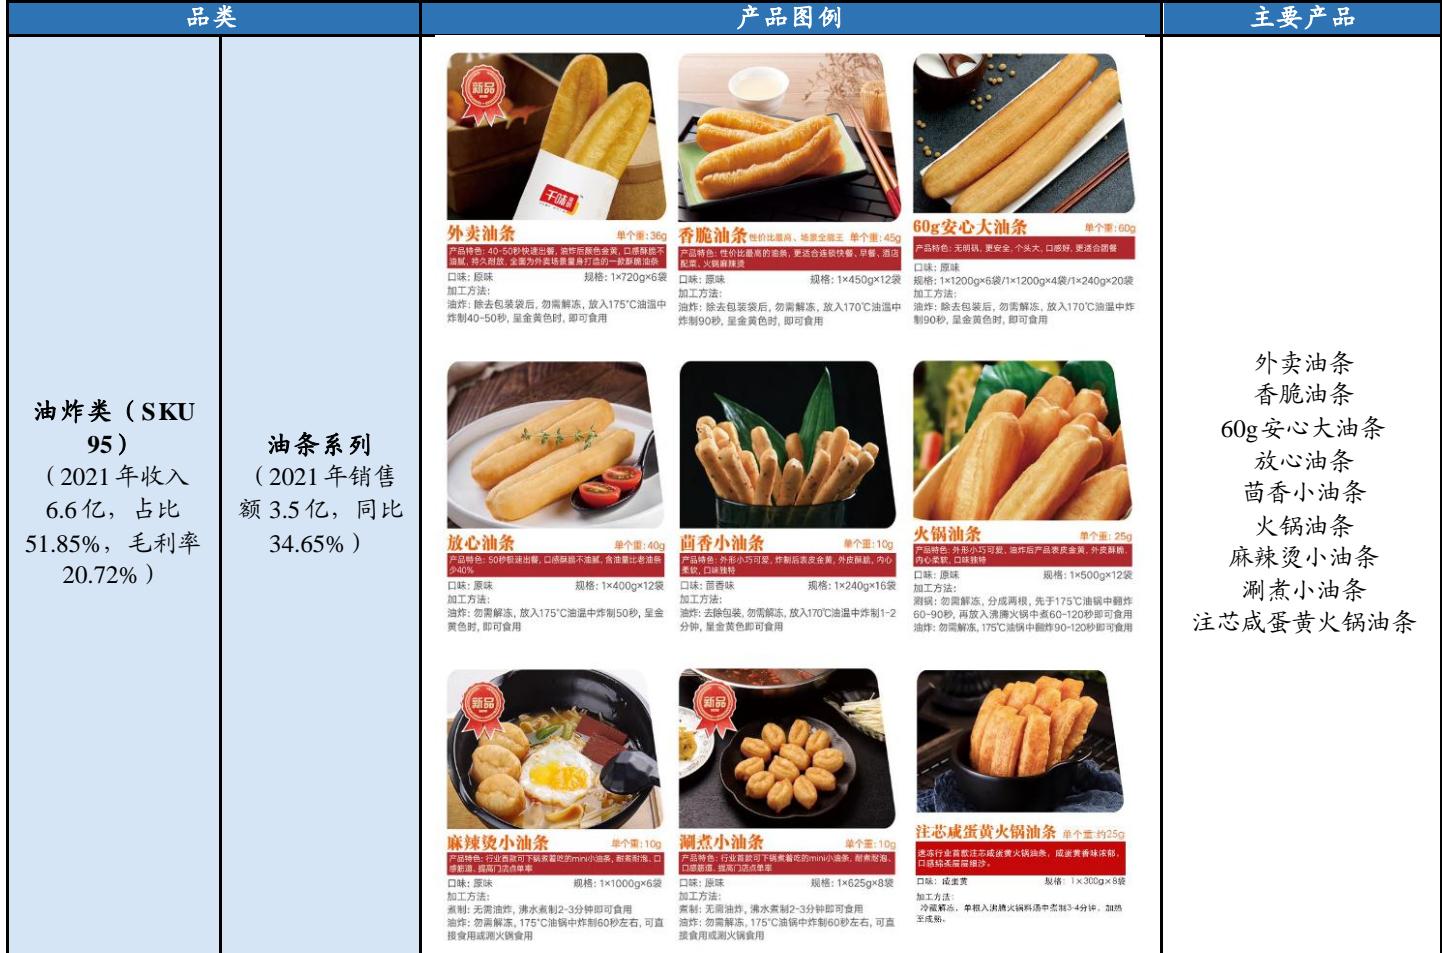 品类
产品图例
主要产品
油炸类（SKU
95）
（2021年收入
6.6亿，占比
51.85%，毛利率
20.72%）
油条系列
（2021年销售
额3.5亿，同比
34.65%）
新品
千味
外卖油条 单个重:36g
产品特色: 40-50秒快速出餐, 油炸后颜色金黄, 口感酥脆不
油腻, 持久耐放, 全面为外卖场景量身打造的一款酥脆油条
口味: 原味 规格: 1×720g×6袋
加工方法:
油炸: 除去包装袋后, 勿需解冻, 放入175°C油温中
炸制40-50秒, 呈金黄色时, 即可食用
香脆油条 性价比最高、场景全能王 单个重:45g
产品特色: 性价比最高的油条, 更适合连锁快餐、早餐、酒店
配菜、火锅麻辣烫
口味: 原味 规格: 1×450g×12袋
加工方法:
油炸: 除去包装袋后, 勿需解冻, 放入170°C油温中
炸制90秒, 呈金黄色时, 即可食用
60g安心大油条 单个重:60g
产品特色: 无明矾, 更安全, 个头大, 口感好, 更适合团餐
口味: 原味
规格: 1×1200g×6袋/1×1200g×4袋/1×240g×20袋
加工方法:
油炸: 除去包装后, 勿需解冻, 放入170°C油温中炸
制90秒, 呈金黄色时, 即可食用
放心油条 单个重:40g
产品特色: 50秒极速出餐, 口感酥脆不油腻, 含油量比老油条
少40%
口味: 原味 规格: 1×400g×12袋
加工方法:
油炸: 勿需解冻, 放入175°C油温中炸制50秒, 呈金
黄色时, 即可食用
茴香小油条 单个重:10g
产品特色: 外形小巧可爱, 炸制后表皮金黄, 外皮酥脆, 内心
柔软, 口味独特
口味: 茴香味 规格: 1×240g×16袋
加工方法:
油炸: 去除包装, 勿需解冻, 放入170℃油温中炸制1-2
分钟, 呈金黄色即可食用
火锅油条 单个重: 25g
产品特色: 外形小巧可爱, 油炸后产品表皮金黄, 外皮酥脆,
内心柔软, 口味独特
口味: 原味 规格: 1×500g×12袋
加工方法:
涮锅: 勿需解冻, 分成两根, 先于175°C油锅中翻炸
60-90秒, 再放入沸腾火锅中煮60-120秒即可食用
油炸: 勿需解冻, 175℃油锅中翻炸90-120秒即可食用
新品
麻辣烫小油条 单个重:10g
产品特色: 行业首款可下锅煮着吃的mini小油条, 耐煮耐泡、口
感筋道、提高门店点单率
口味: 原味 规格: 1×1000g×6袋
加工方法:
煮制: 无需油炸, 沸水煮制2-3分钟即可食用
油炸: 勿需解冻, 175°C油锅中炸制60秒左右, 可直
接食用或涮火锅食用
新品
涮煮小油条 单个重:10g
产品特色: 行业首款可下锅煮着吃的mini小油条, 耐煮耐泡、
口感筋道、提高门店点单率
口味: 原味 规格: 1×625g×8袋
加工方法:
煮制: 无需油炸, 沸水煮制2-3分钟即可食用
油炸: 勿需解冻, 175°C油锅中炸制60秒左右, 可直
接食用或涮火锅食用
注芯咸蛋黄火锅油条 单个重:约25g
速冻行业首款注芯咸蛋黄火锅油条, 咸蛋黄香味浓郁,
口感绵柔层层细沙。
口味: 咸蛋黄 规格: 1×300g×8袋
加工方法:
冷藏解冻, 单根入沸腾火锅料汤中煮制3-4分钟, 加热
至成熟。
外卖油条
香脆油条
60g安心大油条
放心油条
茴香小油条
火锅油条
麻辣烫小油条
涮煮小油条
注芯咸蛋黄火锅油条